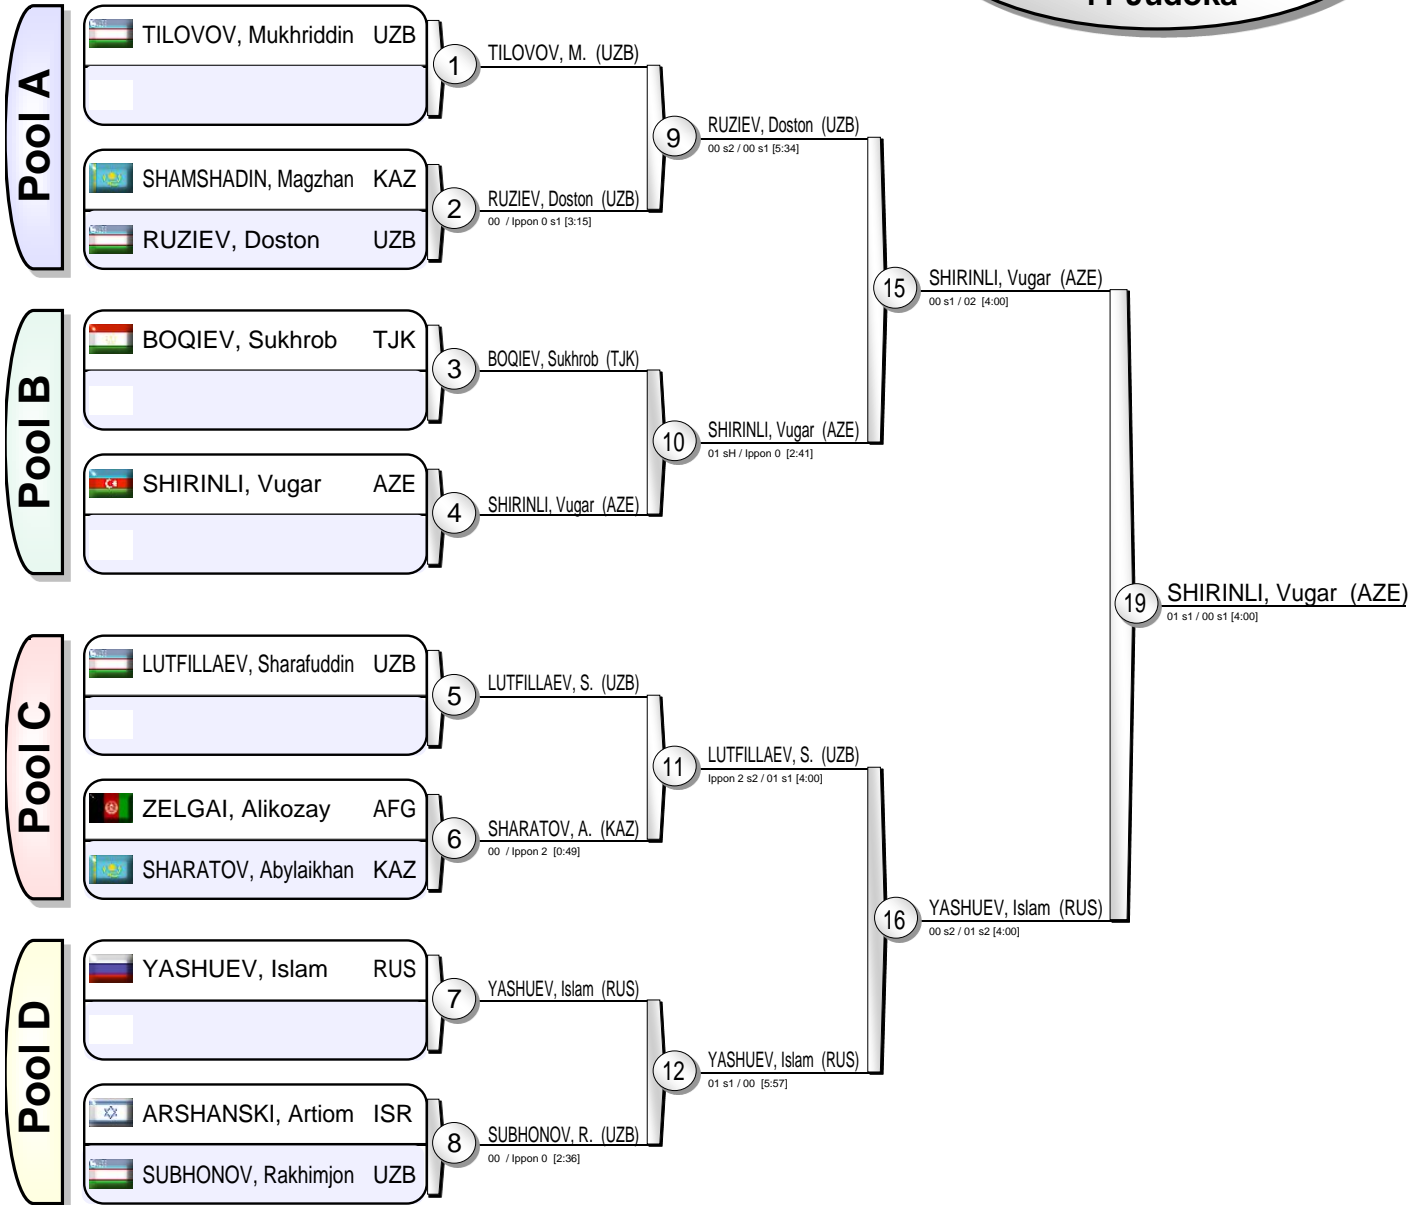 11 Judoka
Pool A
TILOVOV, Mukhriddin UZB
SHAMSHADIN, Magzhan KAZ
RUZIEV, Doston UZB
Pool B
BOQIEV, Sukhrob TJK
SHIRINLI, Vugar AZE
Pool C
LUTFILLAEV, Sharafuddin UZB
ZELGAI, Alikozay AFG
SHARATOV, Abylaikhan KAZ
Pool D
YASHUEV, Islam RUS
ARSHANSKI, Artiom ISR
SUBHONOV, Rakhimjon UZB
1 TILOVOV, M. (UZB)
2 RUZIEV, Doston (UZB)
00 / Ippon 0 s1 [3:15]
3 BOQIEV, Sukhrob (TJK)
4 SHIRINLI, Vugar (AZE)
5 LUTFILLAEV, S. (UZB)
6 SHARATOV, A. (KAZ)
00 / Ippon 2 [0:49]
7 YASHUEV, Islam (RUS)
8 SUBHONOV, R. (UZB)
00 / Ippon 0 [2:36]
9 RUZIEV, Doston (UZB)
00 s2 / 00 s1 [5:34]
10 SHIRINLI, Vugar (AZE)
01 sH / Ippon 0 [2:41]
11 LUTFILLAEV, S. (UZB)
Ippon 2 s2 / 01 s1 [4:00]
12 YASHUEV, Islam (RUS)
01 s1 / 00 [5:57]
15 SHIRINLI, Vugar (AZE)
00 s1 / 02 [4:00]
16 YASHUEV, Islam (RUS)
00 s2 / 01 s2 [4:00]
19 SHIRINLI, Vugar (AZE)
01 s1 / 00 s1 [4:00]